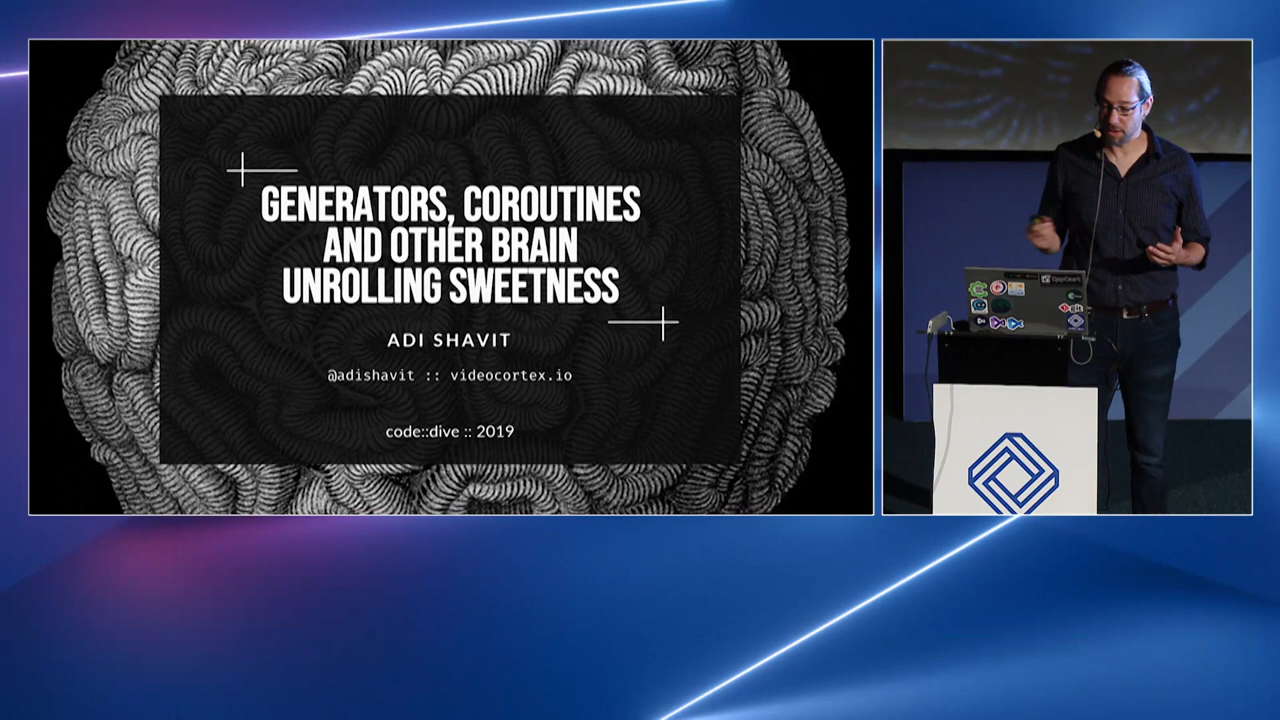 GENERATORS, COROUTINES
AND OTHER BRAIN
UNROLLING SWEETNESS
ADI SHAVIT
@adishavit :: videocortex.io
code::dive :: 2019